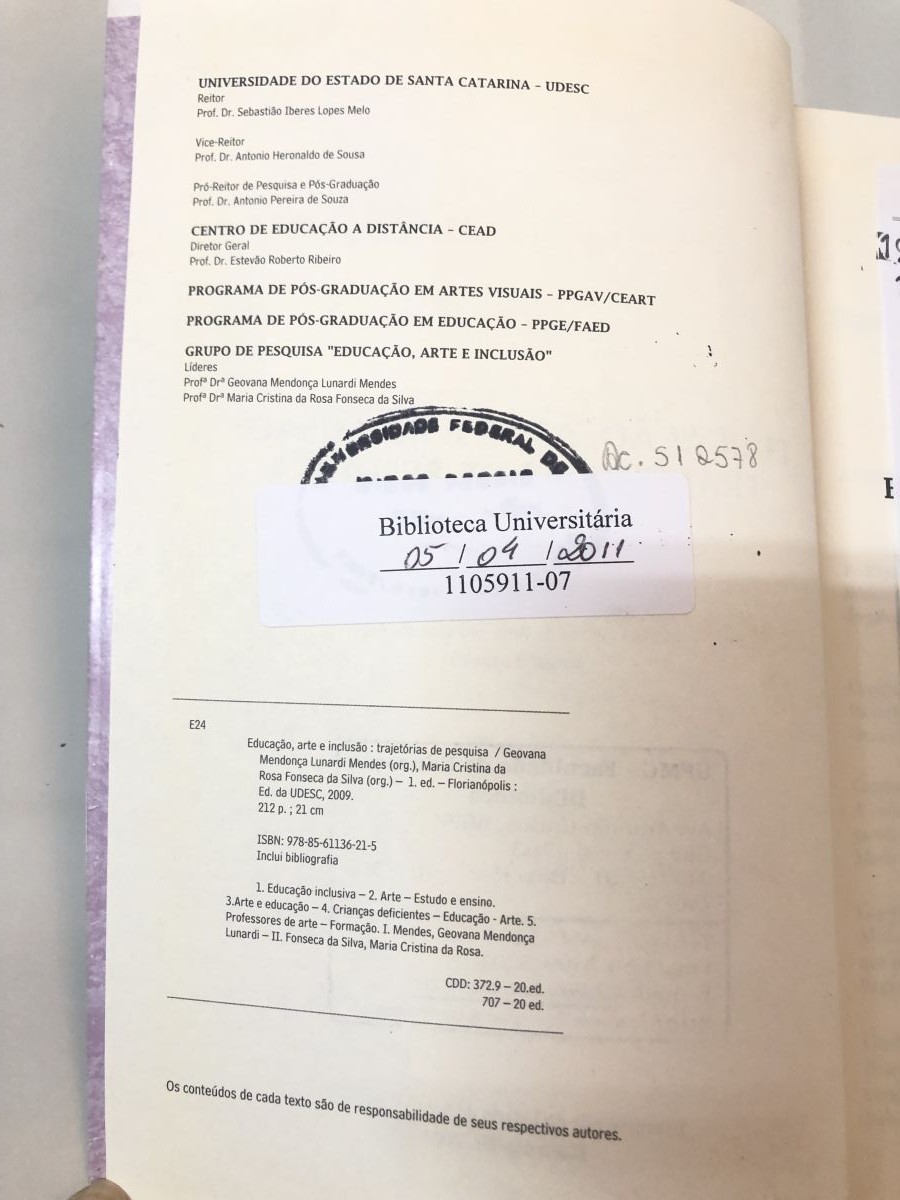 UNIVERSIDADE DO ESTADO DE SANTA CATARINA – UDESC
Reitor
Prof. Dr. Sebastião Iberes Lopes Melo
Vice-Reitor
Prof. Dr. Antonio Heronaldo de Sousa
Pró-Reitor de Pesquisa e Pós-Graduação
Prof. Dr. Antonio Pereira de Souza
CENTRO DE EDUCAÇÃO A DISTÂNCIA – CEAD
Diretor Geral
Prof. Dr. Estevão Roberto Ribeiro
PROGRAMA DE PÓS-GRADUAÇÃO EM ARTES VISUAIS – PPGAV/CEART
PROGRAMA DE PÓS-GRADUAÇÃO EM EDUCAÇÃO – PPGE/FAED
GRUPO DE PESQUISA "EDUCAÇÃO, ARTE E INCLUSÃO"
Líderes
Profª Drª Geovana Mendonça Lunardi Mendes
Profª Drª Maria Cristina da Rosa Fonseca da Silva
FEDERAL DE
Ac. 512578
Biblioteca Universitária
05 / 04 / 2011
1105911-07
E24
Educação, arte e inclusão : trajetórias de pesquisa / Geovana
Mendonça Lunardi Mendes (org.), Maria Cristina da
Rosa Fonseca da Silva (org.) – 1. ed. – Florianópolis :
Ed. da UDESC, 2009.
212 p. ; 21 cm
ISBN: 978-85-61136-21-5
Inclui bibliografia
1. Educação inclusiva – 2. Arte – Estudo e ensino.
3.Arte e educação – 4. Crianças deficientes – Educação - Arte. 5.
Professores de arte – Formação. I. Mendes, Geovana Mendonça
Lunardi – II. Fonseca da Silva, Maria Cristina da Rosa.
CDD: 372.9 – 20.ed.
707 – 20 ed.
Os conteúdos de cada texto são de responsabilidade de seus respectivos autores.